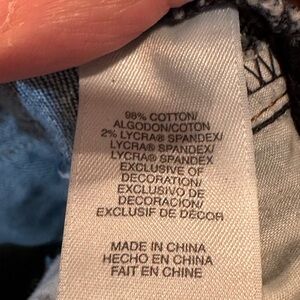 98% COTTON/
ALGODON/COTON
2% LYCRA® SPANDEX/
LYCRA® SPANDEX/
LYCRA® SPANDEX
EXCLUSIVE OF
DECORATION/
EXCLUSIVO DE
DECORACION/
EXCLUSIF DE DÉCOR
MADE IN CHINA
HECHO EN CHINA
FAIT EN CHINE